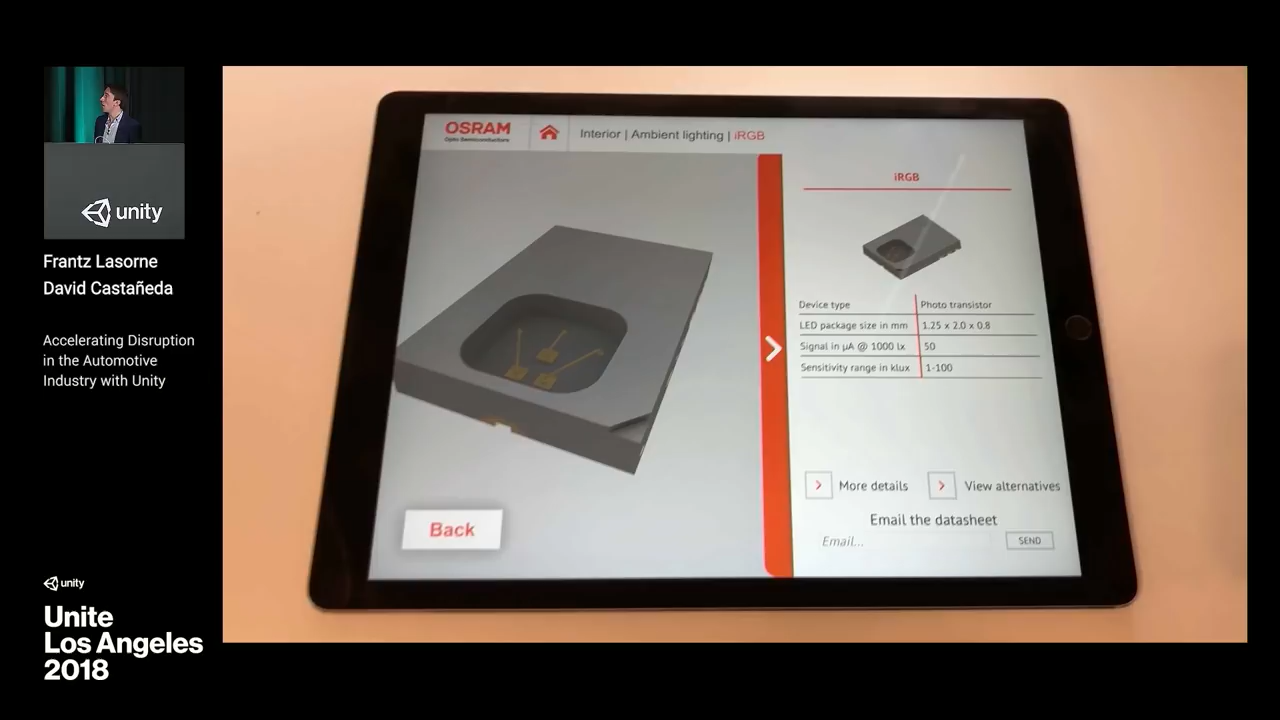 unity
Frantz Lasorne
David Castañeda
Accelerating Disruption
in the Automotive
Industry with Unity
unity
Unite
Los Angeles
2018
OSRAM
Opto Semiconductors
Interior | Ambient lighting | iRGB
iRGB
Device type Photo transistor
LED package size in mm 1.25 x 2.0 x 0.8
Signal in µA @ 1000 lx 50
Sensitivity range in klux 1-100
More details View alternatives
Email the datasheet
Email... SEND
Back